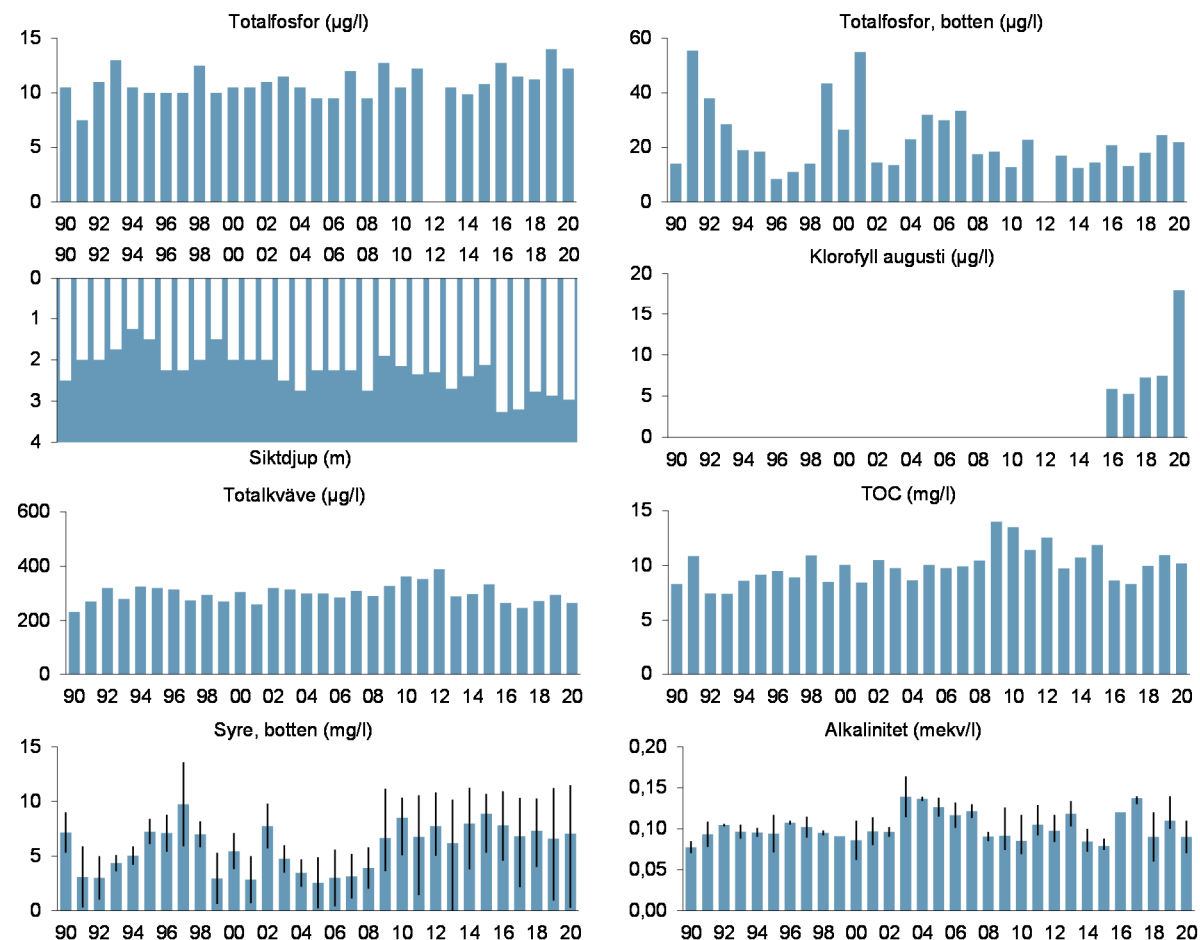 Totalfosfor (µg/l)
15
10
5
0
90 92 94 96 98 00 02 04 06 08 10 12 14 16 18 20
Totalfosfor, botten (µg/l)
60
40
20
0
90 92 94 96 98 00 02 04 06 08 10 12 14 16 18 20
90 92 94 96 98 00 02 04 06 08 10 12 14 16 18 20
0
1
2
3
4
Siktdjup (m)
Klorofyll augusti (µg/l)
20
15
10
5
0
90 92 94 96 98 00 02 04 06 08 10 12 14 16 18 20
Totalkväve (µg/l)
600
400
200
0
90 92 94 96 98 00 02 04 06 08 10 12 14 16 18 20
TOC (mg/l)
15
10
5
0
90 92 94 96 98 00 02 04 06 08 10 12 14 16 18 20
Syre, botten (mg/l)
15
10
5
0
90 92 94 96 98 00 02 04 06 08 10 12 14 16 18 20
Alkalinitet (mekv/l)
0,20
0,15
0,10
0,05
0,00
90 92 94 96 98 00 02 04 06 08 10 12 14 16 18 20